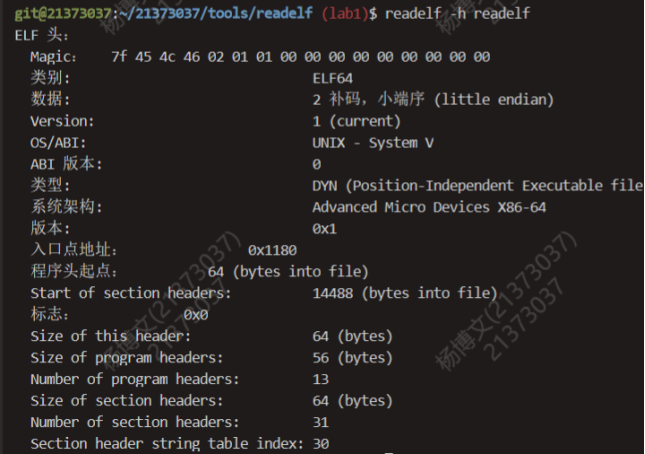 git@21373037:~/21373037/tools/readelf (lab1)$ readelf -h readelf
ELF 头：
  Magic：   7f 45 4c 46 02 01 01 00 00 00 00 00 00 00 00 00
  类别:                              ELF64
  数据:                              2 补码，小端序 (little endian)
  Version:                           1 (current)
  OS/ABI:                            UNIX - System V
  ABI 版本:                          0
  类型:                              DYN (Position-Independent Executable file
  系统架构:                          Advanced Micro Devices X86-64
  版本:                              0x1
  入口点地址：               0x1180
  程序头起点：          64 (bytes into file)
  Start of section headers:          14488 (bytes into file)
  标志：             0x0
  Size of this header:               64 (bytes)
  Size of program headers:           56 (bytes)
  Number of program headers:         13
  Size of section headers:           64 (bytes)
  Number of section headers:         31
  Section header string table index: 30
杨博文(21373037)
21373037
杨博文(21373037)
21373037